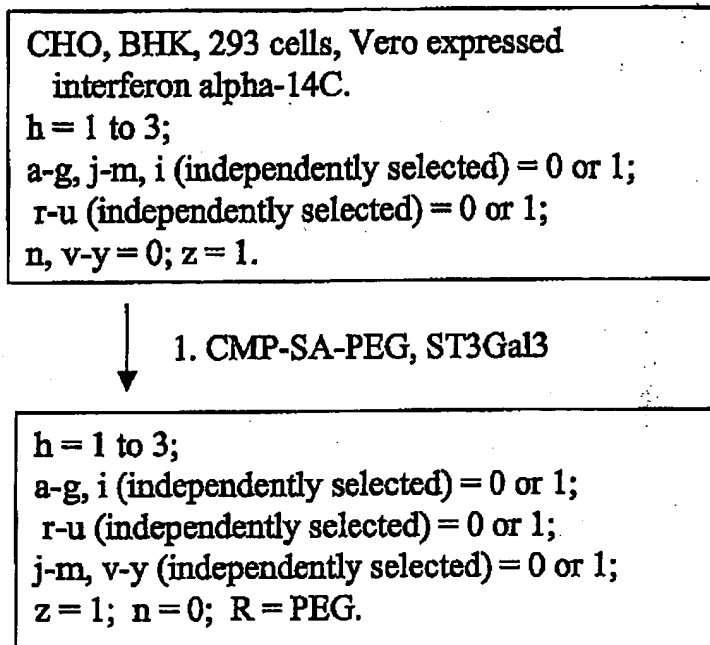 CHO, BHK, 293 cells, Vero expressed
interferon alpha-14C.
h = 1 to 3;
a-g, j-m, i (independently selected) = 0 or 1;
r-u (independently selected) = 0 or 1;
n, v-y = 0; z = 1.
1. CMP-SA-PEG, ST3Gal3
h = 1 to 3;
a-g, i (independently selected) = 0 or 1;
r-u (independently selected) = 0 or 1;
j-m, v-y (independently selected) = 0 or 1;
z = 1; n = 0; R = PEG.